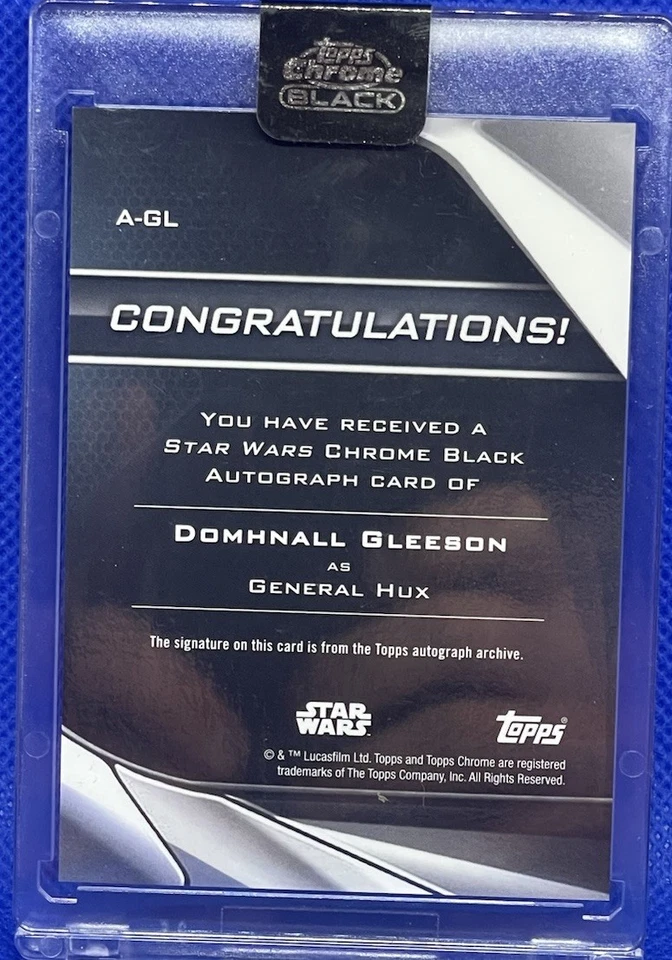 Topps
Chrome
BLACK
A-GL
CONGRATULATIONS!
YOU HAVE RECEIVED A
STAR WARS CHROME BLACK
AUTOGRAPH CARD OF
DOMHNALL GLEESON
AS
GENERAL HUX
The signature on this card is from the Topps autograph archive.
STAR
WARS
Topps®
© & ™ Lucasfilm Ltd. Topps and Topps Chrome are registered
trademarks of The Topps Company, Inc. All Rights Reserved.